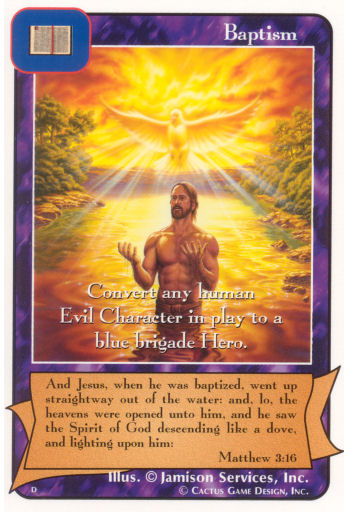 Baptism
Convert any human
Evil Character in play to a
blue brigade Hero.
And Jesus, when he was baptized, went up
straightway out of the water: and, lo, the
heavens were opened unto him, and he saw
the Spirit of God descending like a dove,
and lighting upon him:
Matthew 3:16
Illus. © Jamison Services, Inc.
D © Cactus Game Design, Inc.